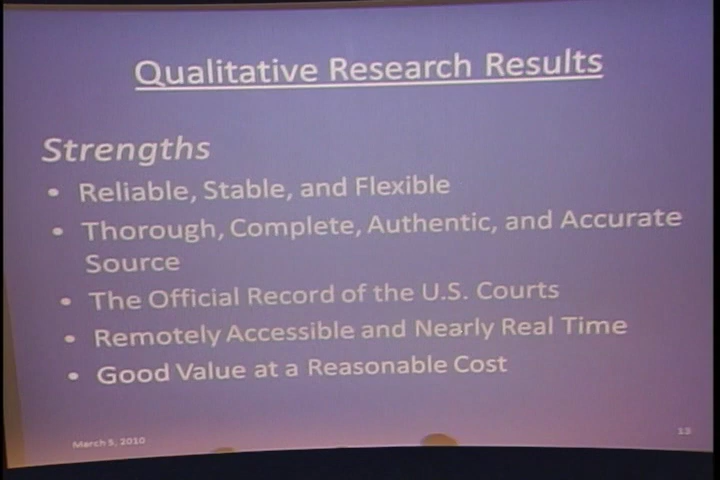 Qualitative Research Results
Strengths
• Reliable, Stable, and Flexible
• Thorough, Complete, Authentic, and Accurate
Source
• The Official Record of the U.S. Courts
• Remotely Accessible and Nearly Real Time
• Good Value at a Reasonable Cost
March 5, 2010
13